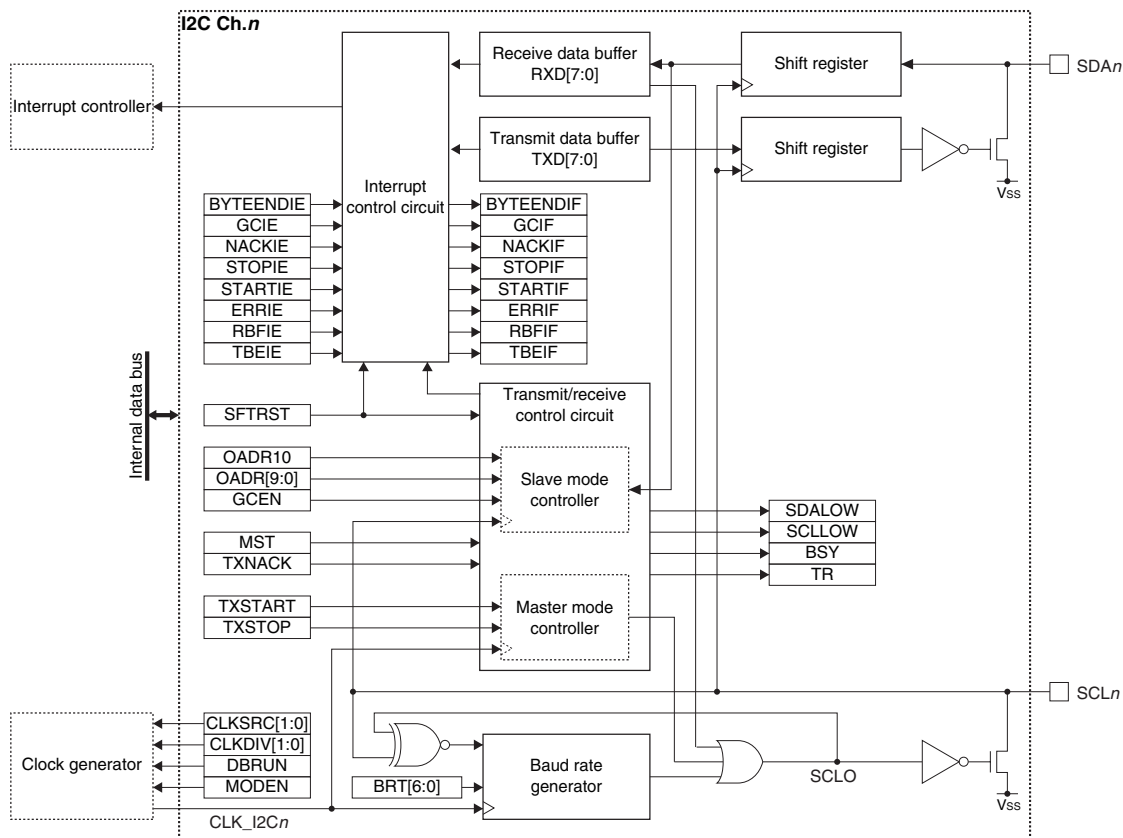 I2C Ch.n
Interrupt controller
Interrupt
control circuit
Receive data buffer
RXD[7:0]
Shift register
SDAn
Transmit data buffer
TXD[7:0]
Shift register
VSS
BYTEENDIE
GCIE
NACKIE
STOPIE
STARTIE
ERRIE
RBFIE
TBEIE
BYTEENDIF
GCIF
NACKIF
STOPIF
STARTIF
ERRIF
RBFIF
TBEIF
Internal data bus
SFTRST
Transmit/receive
control circuit
OADR10
OADR[9:0]
GCEN
Slave mode
controller
MST
TXNACK
SDALOW
SCLLOW
BSY
TR
TXSTART
TXSTOP
Master mode
controller
SCLn
Clock generator
CLKSRC[1:0]
CLKDIV[1:0]
DBRUN
MODEN
BRT[6:0]
Baud rate
generator
SCLO
VSS
CLK_I2Cn